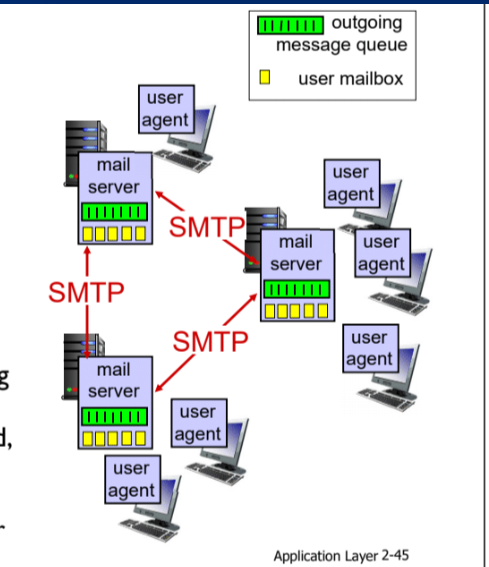 outgoing
message queue
user mailbox
user
agent
mail
server
user
agent
SMTP
mail
server
user
agent
SMTP
SMTP
user
agent
mail
server
user
agent
user
agent
g
d,
r
Application Layer 2-45